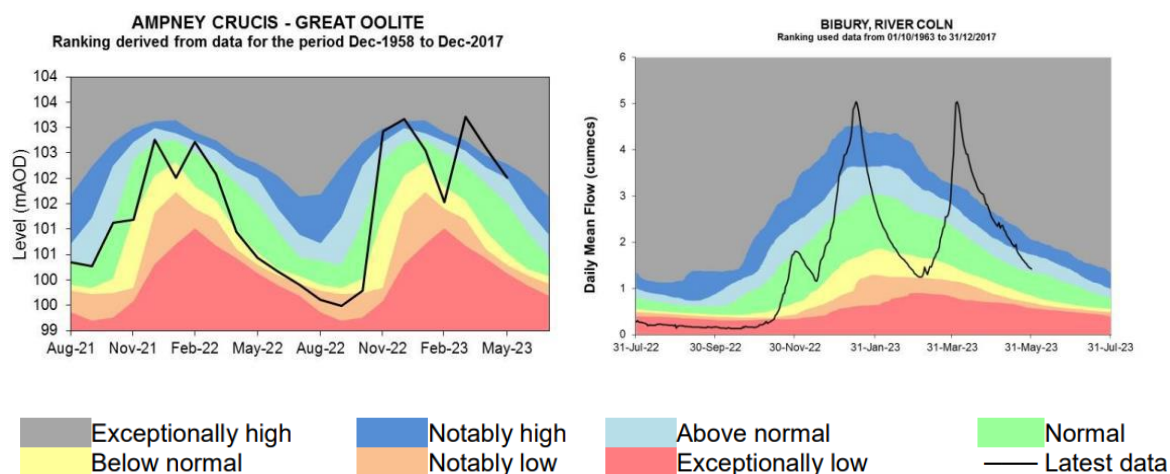 AMPNEY CRUCIS - GREAT OOLITE
Ranking derived from data for the period Dec-1958 to Dec-2017
Level (mAOD)
104
104
103
103
102
102
101
101
100
100
99
Aug-21 Nov-21 Feb-22 May-22 Aug-22 Nov-22 Feb-23 May-23
BIBURY, RIVER COLN
Ranking used data from 01/10/1963 to 31/12/2017
Daily Mean Flow (cumecs)
6
5
4
3
2
1
0
31-Jul-22 30-Sep-22 30-Nov-22 31-Jan-23 31-Mar-23 31-May-23 31-Jul-23
Exceptionally high Notably high Above normal Normal
Below normal Notably low Exceptionally low Latest data